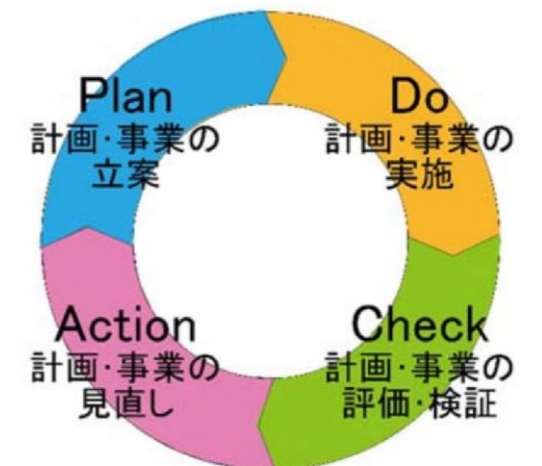 Plan
計画・事業の
立案
Do
計画・事業の
実施
Check
計画・事業の
評価・検証
Action
計画・事業の
見直し